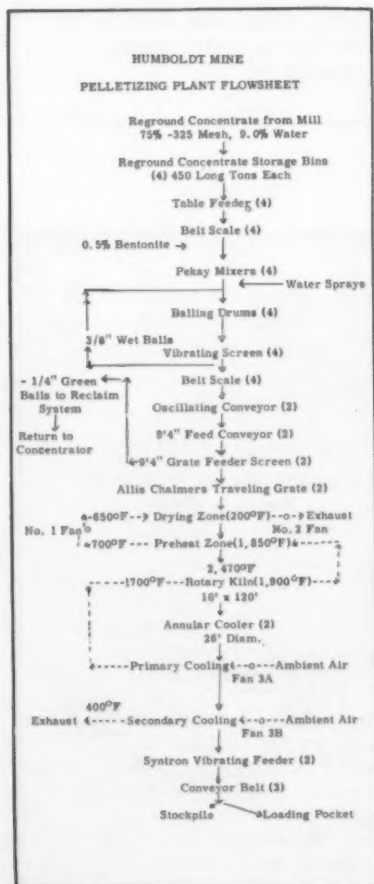 HUMBOLDT MINE
PELLETIZING PLANT FLOWSHEET
Reground Concentrate from Mill
75% -325 Mesh, 9.0% Water
Reground Concentrate Storage Bins
(4) 450 Long Tons Each
Table Feeder (4)
Belt Scale (4)
0.5% Bentonite
Pekay Mixers (4)
Water Sprays
Balling Drums (4)
3/8" Wet Balls
Vibrating Screen (4)
- 1/4" Green
Balls to Reclaim
System
Belt Scale (4)
Oscillating Conveyor (2)
Return to
Concentrator
9'4" Feed Conveyor (2)
9'4" Grate Feeder Screen (2)
Allis Chalmers Traveling Grate (2)
650°F Drying Zone(200°F) Exhaust
No. 1 Fan No. 2 Fan
700°F Preheat Zone(1,850°F)
2,470°F
1700°F Rotary Kiln(1,900°F)
10' x 120'
Annular Cooler (2)
26' Diam.
Primary Cooling Ambient Air
Fan 3A
400°F
Exhaust Secondary Cooling Ambient Air
Fan 3B
Syntron Vibrating Feeder (2)
Conveyor Belt (3)
Stockpile Loading Pocket